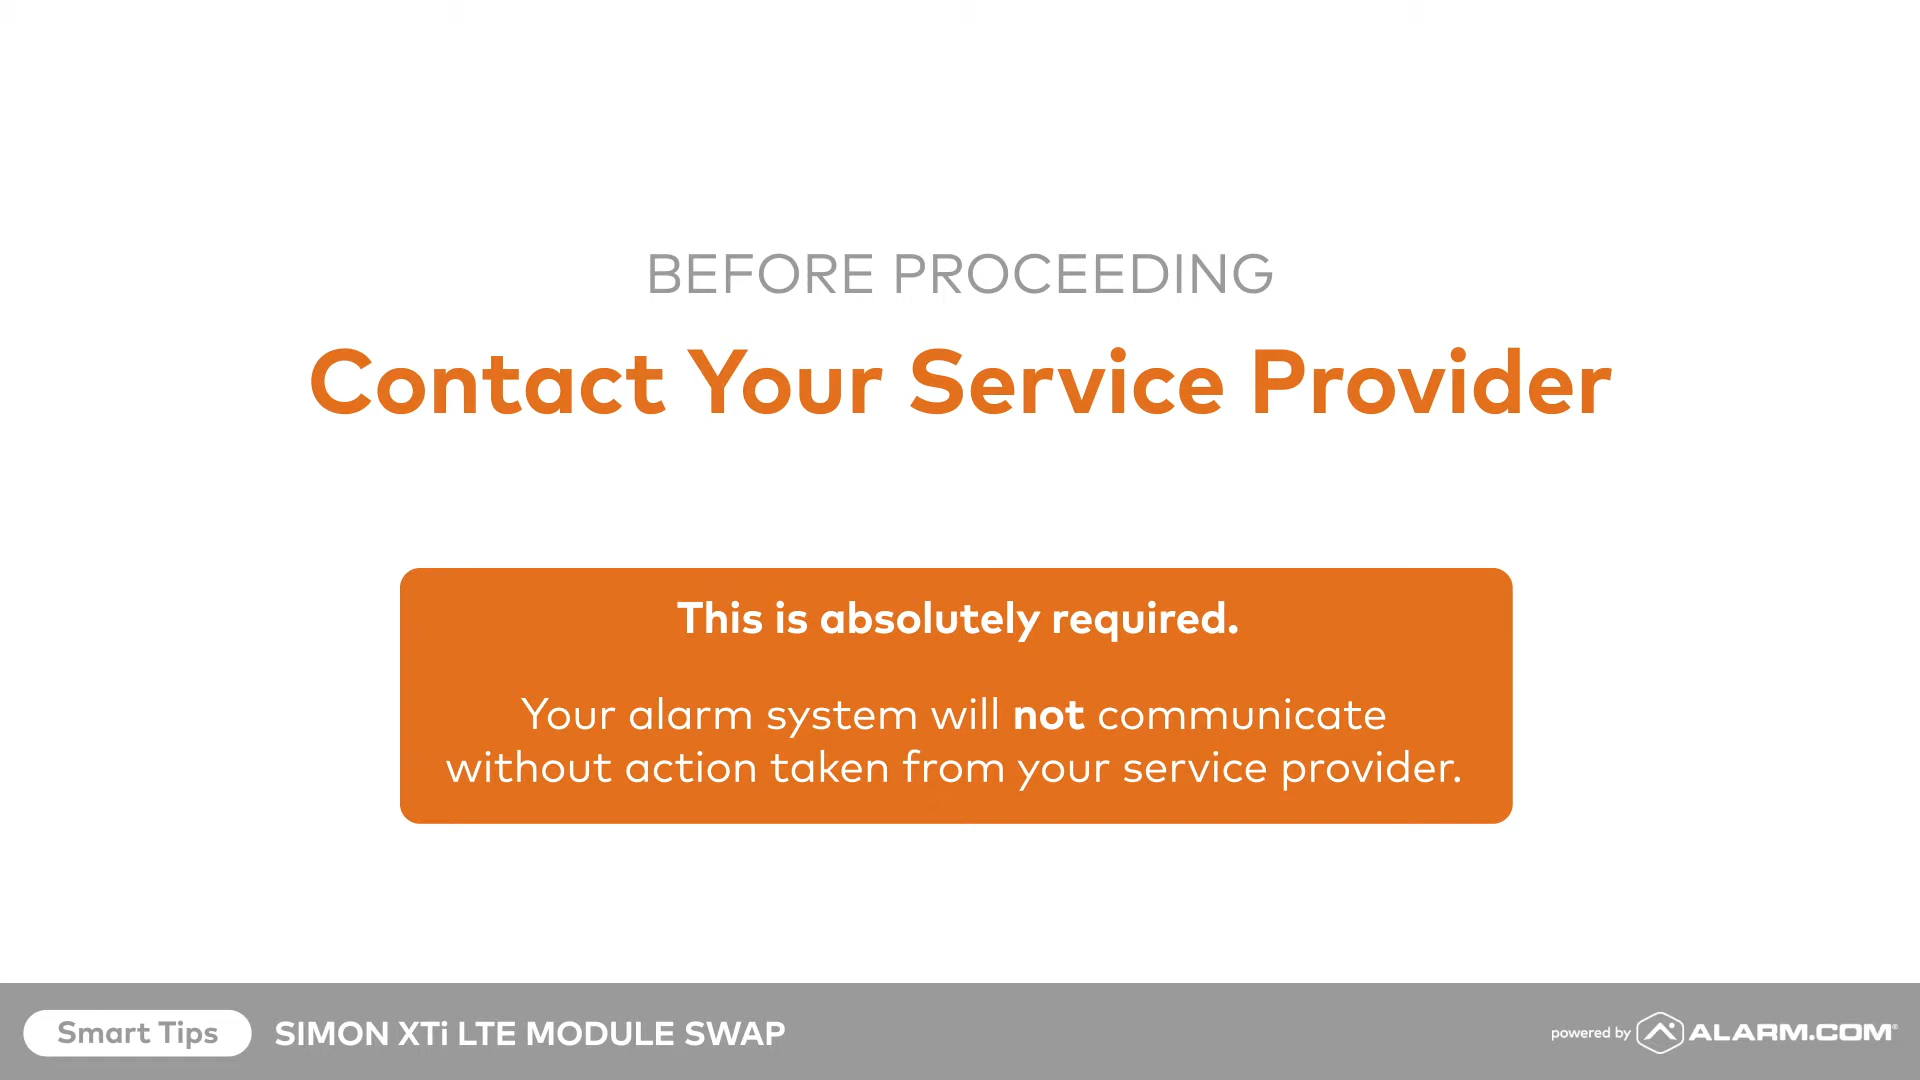 BEFORE PROCEEDING
Contact Your Service Provider
This is absolutely required.
Your alarm system will not communicate
without action taken from your service provider.
Smart Tips
SIMON XTi LTE MODULE SWAP
powered by ALARM.COM®